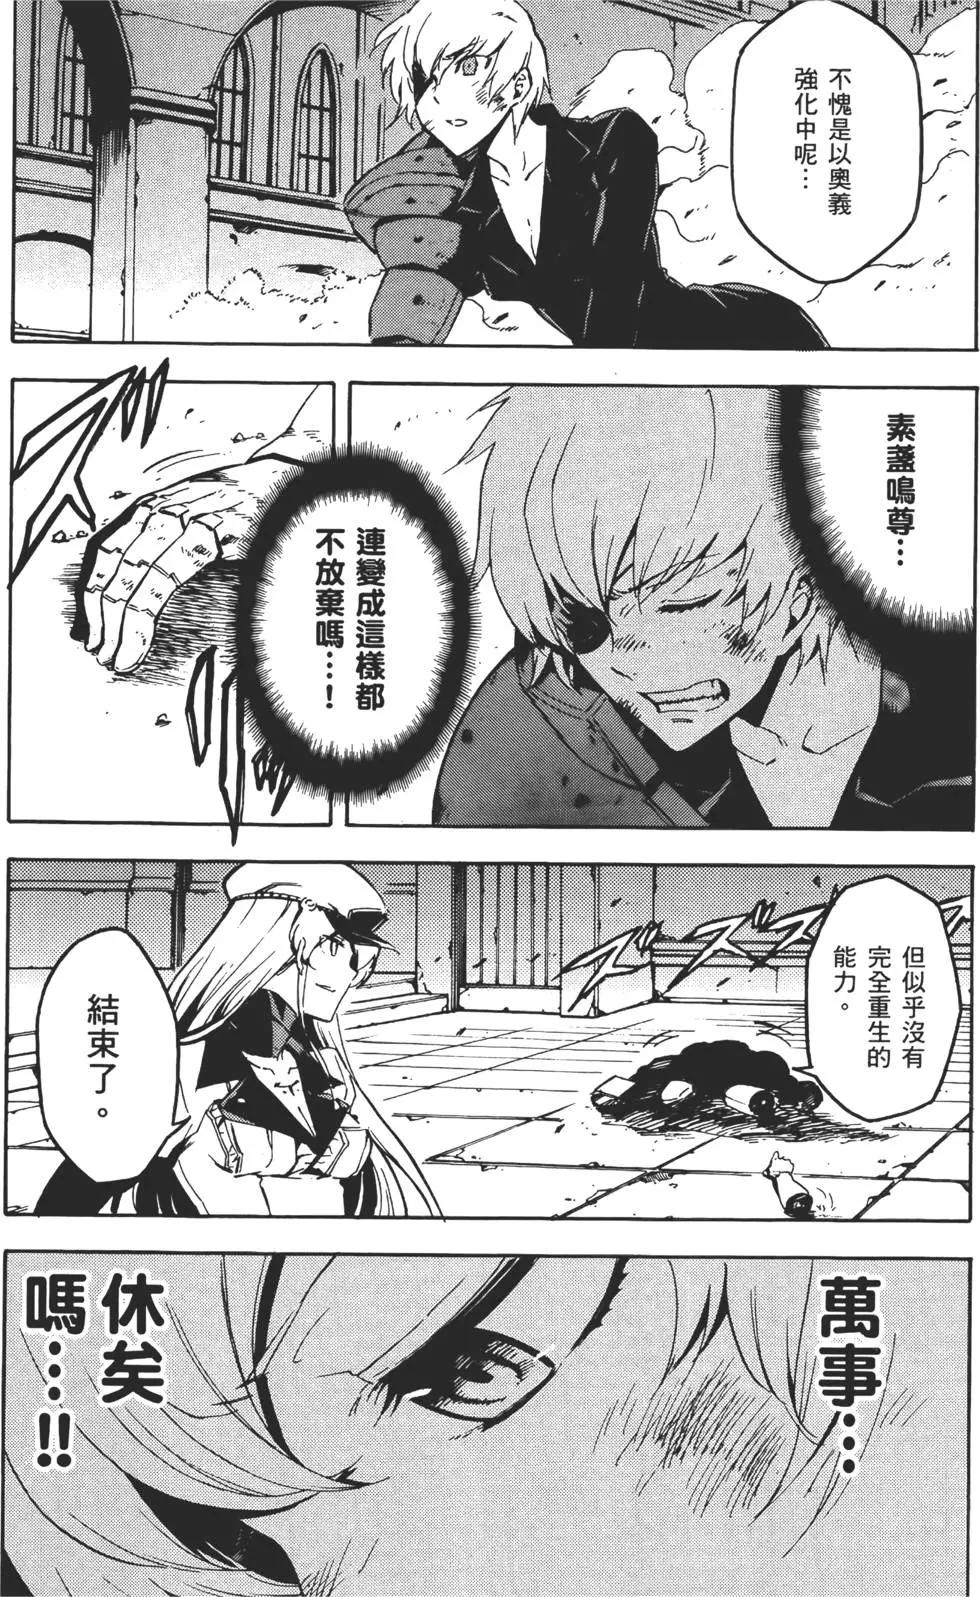 不愧是以奧義
強化中呢…
素盞鳴尊…
連變成這樣都
不放棄嗎……！
但似乎沒有
完全重生的
能力。
結束了。
萬事……
休矣
嗎……!!